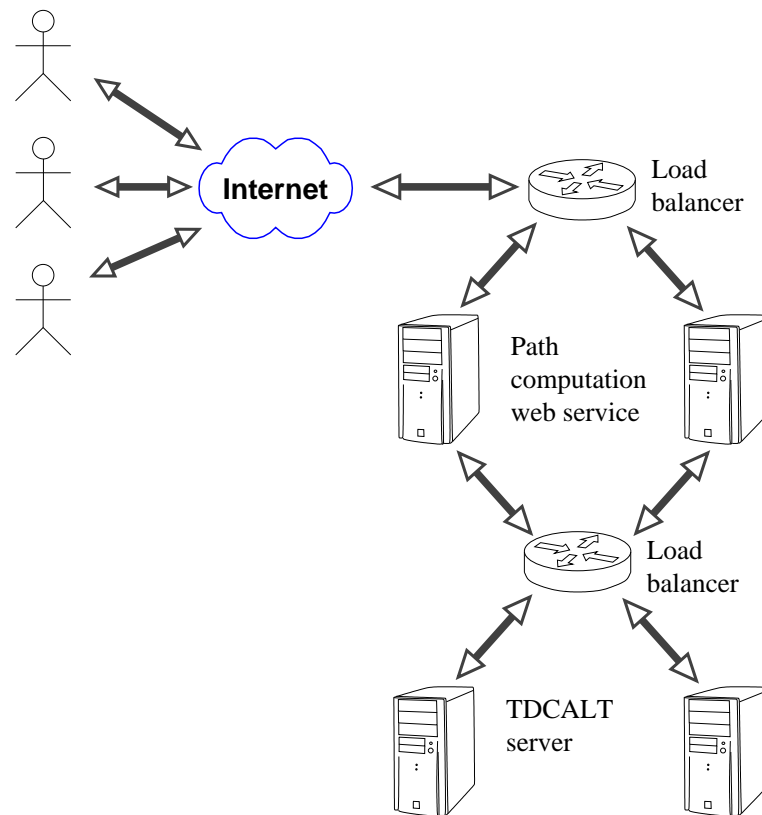 Internet
Load
balancer
Path
computation
web service
Load
balancer
TDCALT
server